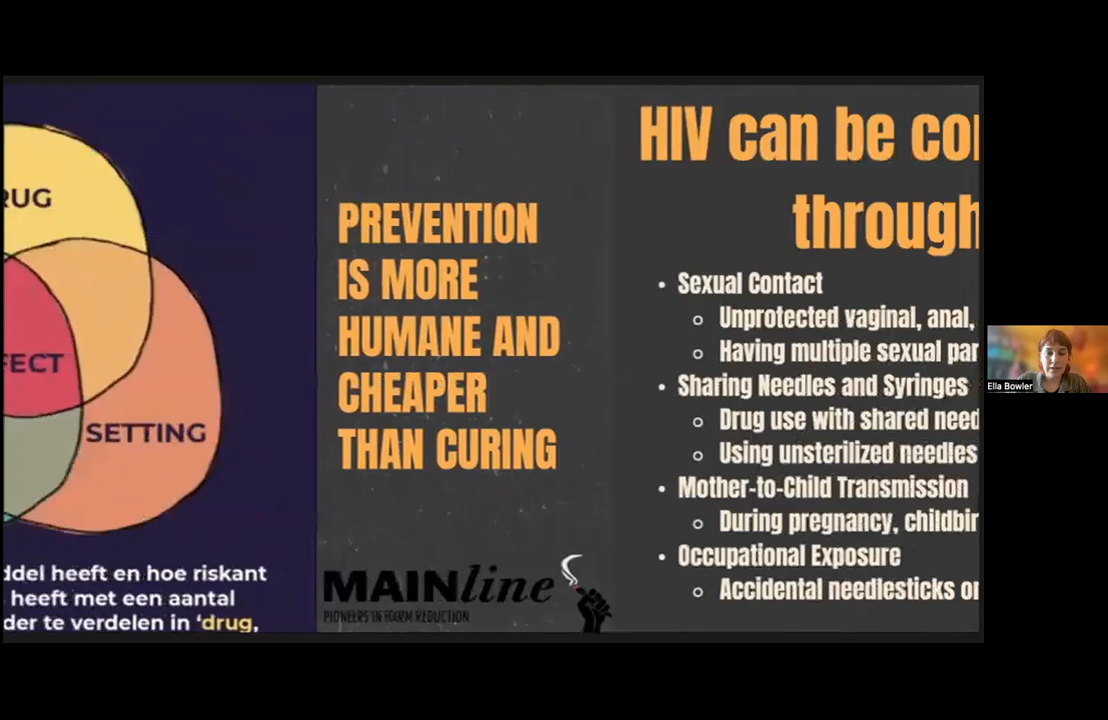 RUG
FECT
SETTING
ddel heeft en hoe riskant
heeft met een aantal
der te verdelen in ‘drug,
PREVENTION
IS MORE
HUMANE AND
CHEAPER
THAN CURING
MAINline
PIONEERS IN HARM REDUCTION
HIV can be co
through
• Sexual Contact
○ Unprotected vaginal, anal,
○ Having multiple sexual par
• Sharing Needles and Syringes
○ Drug use with shared need
○ Using unsterilized needles
• Mother-to-Child Transmission
○ During pregnancy, childbir
• Occupational Exposure
○ Accidental needlesticks or
Ella Bowler